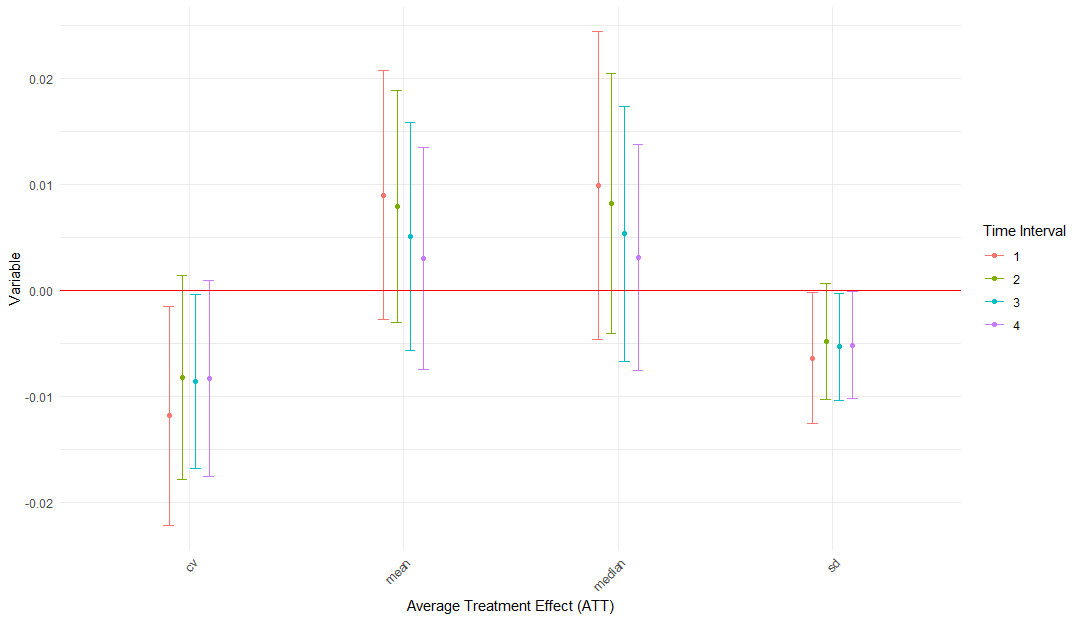 0.02
0.01
0.00
-0.01
-0.02
Variable
cv
mean
median
sd
Average Treatment Effect (ATT)
Time Interval
1
2
3
4